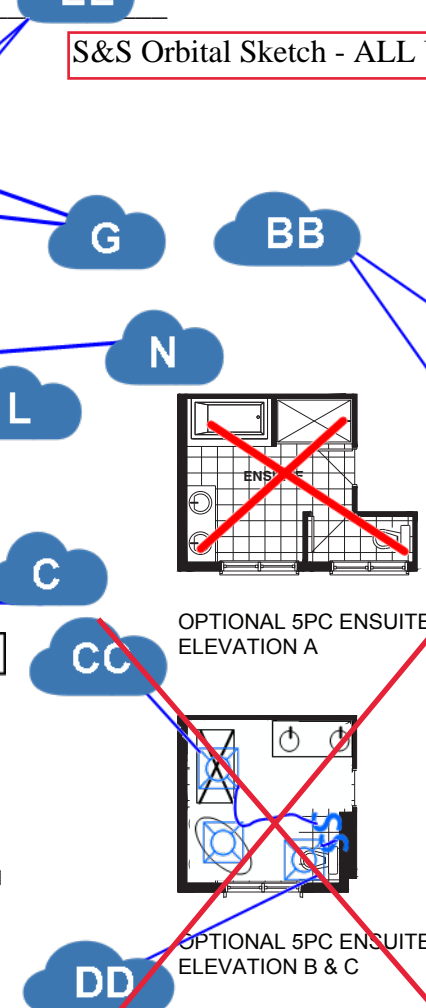 S&S Orbital Sketch - ALL
G
BB
N
L
C
OPTIONAL 5PC ENSUITE
ELEVATION A
CC
OPTIONAL 5PC ENSUITE
ELEVATION B & C
DD